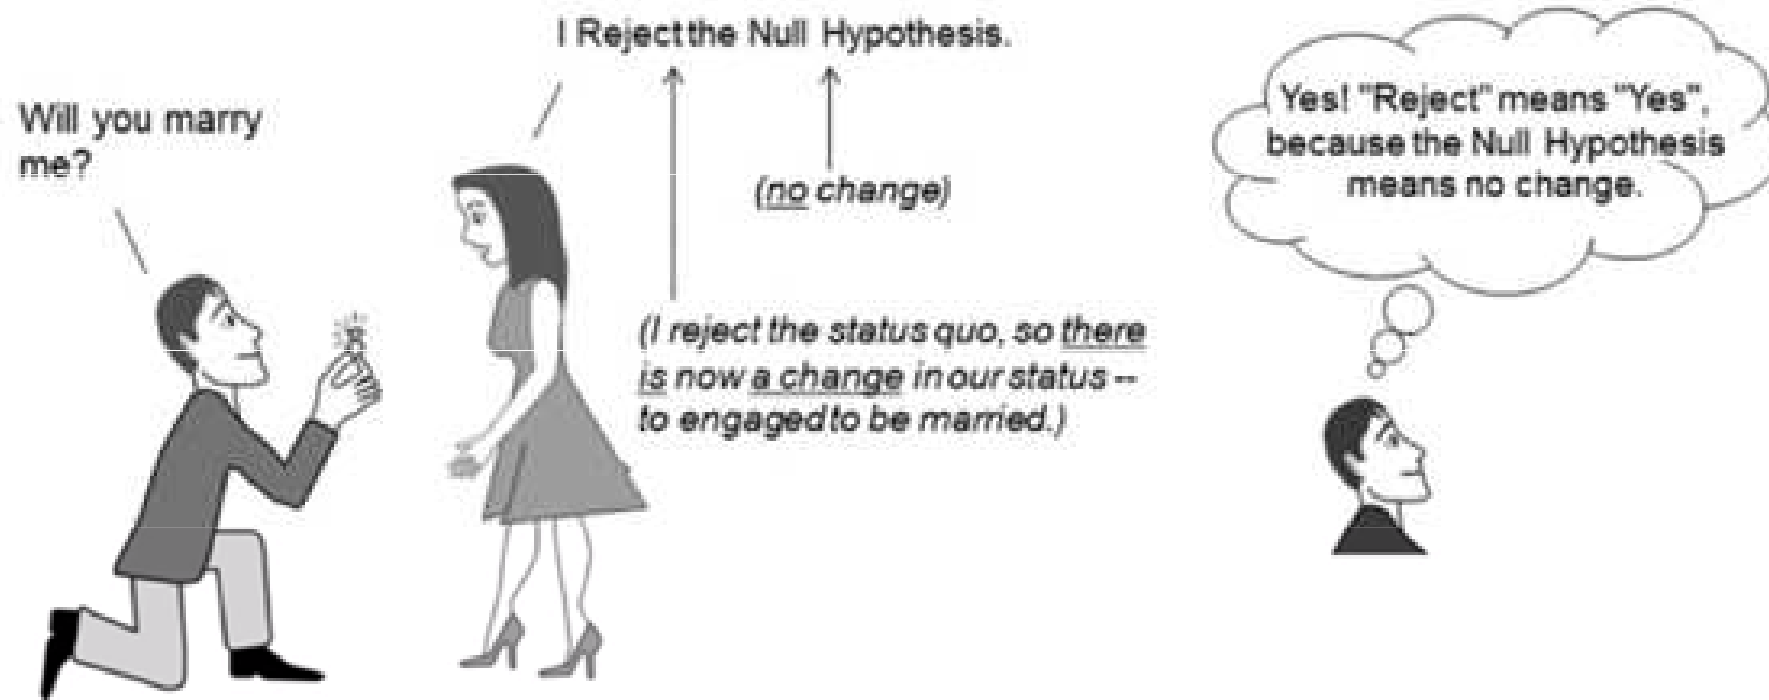 Will you marry
me?
I Reject the Null Hypothesis.
(no change)
(I reject the status quo, so there
is now a change in our status --
to engaged to be married.)
Yes! "Reject" means "Yes",
because the Null Hypothesis
means no change.